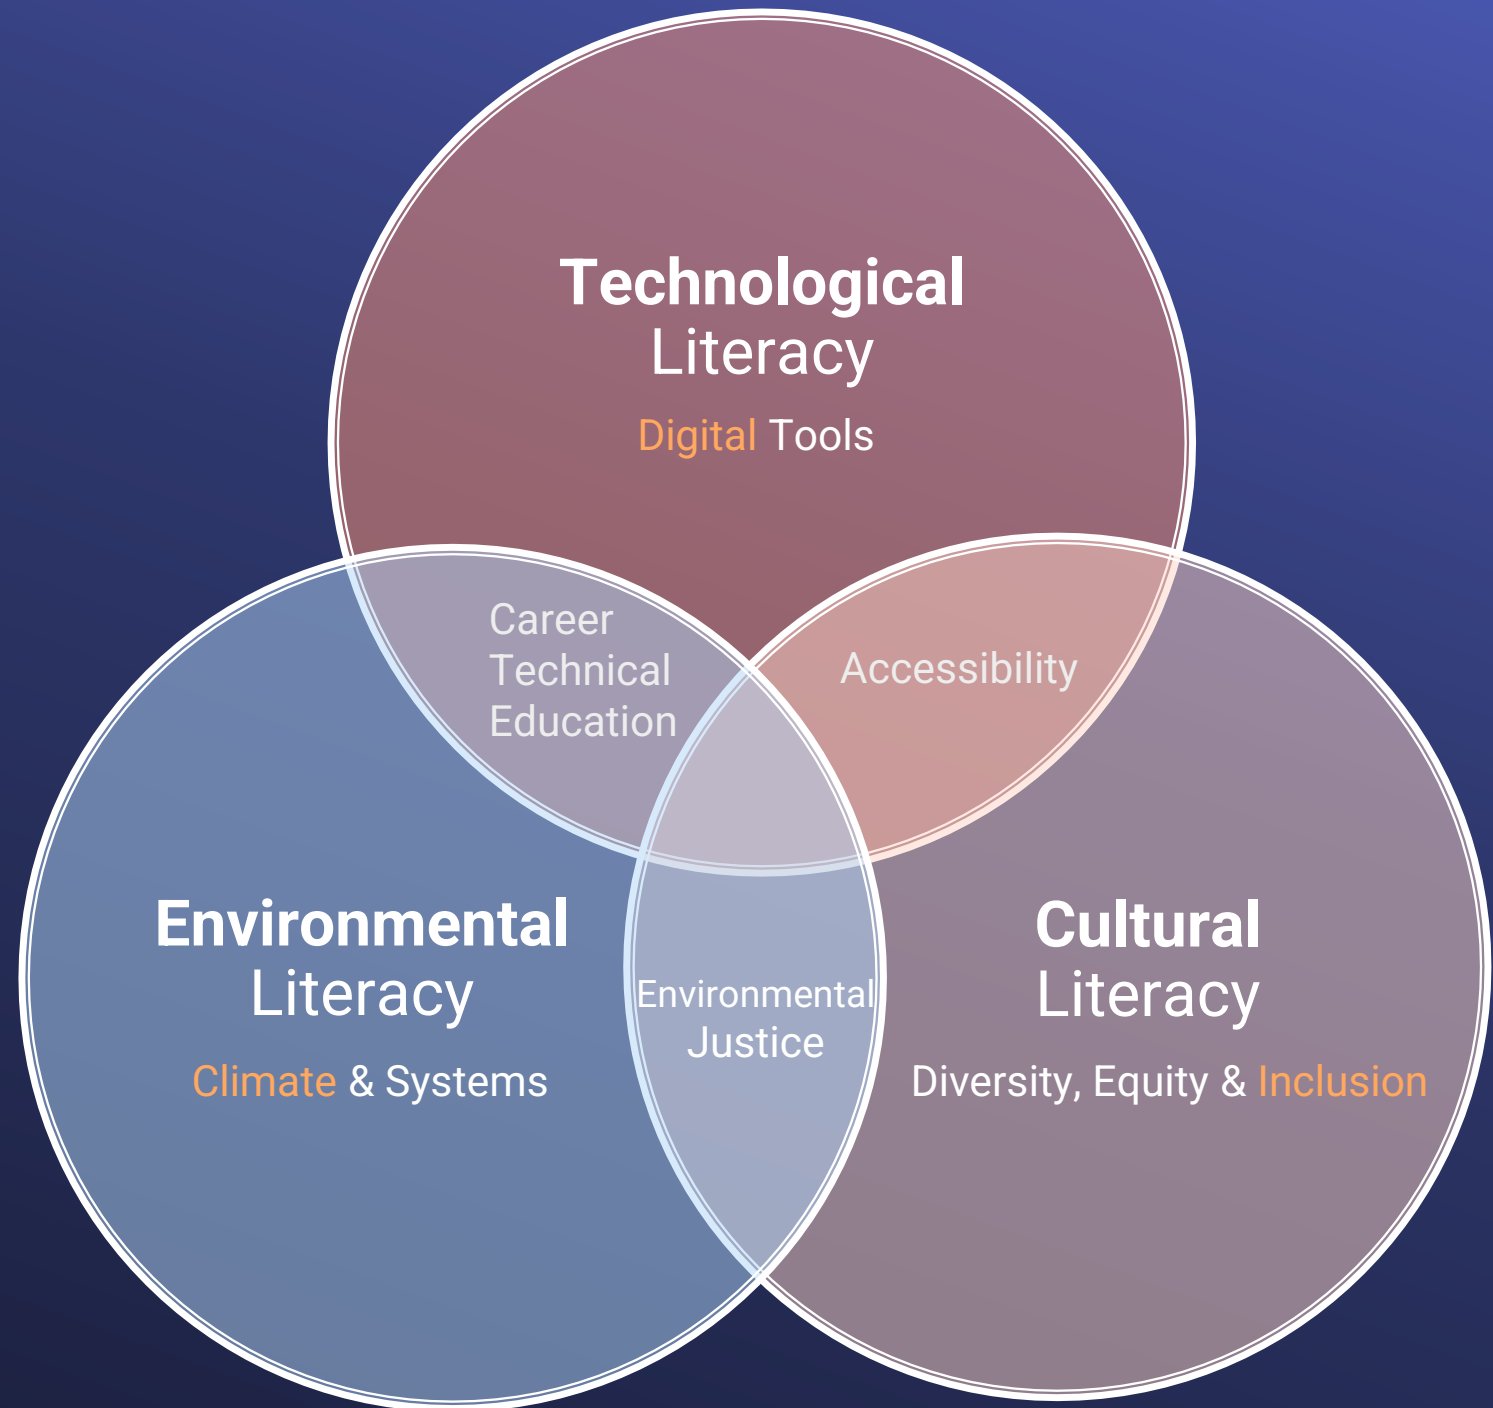 Technological
Literacy
Digital Tools
Career
Technical
Education
Accessibility
Environmental
Literacy
Climate & Systems
Environmental
Justice
Cultural
Literacy
Diversity, Equity & Inclusion